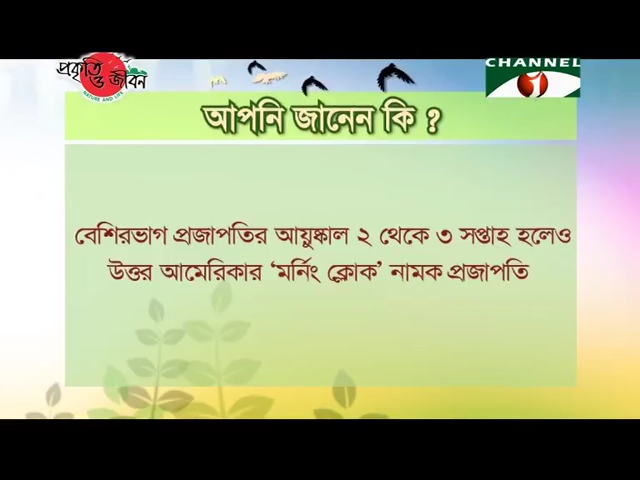 প্রকৃতি
ও জীবন
NATURE AND LIFE
CHANNEL
i
আপনি জানেন কি ?
বেশিরভাগ প্রজাপতির আয়ুষ্কাল ২ থেকে ৩ সপ্তাহ হলেও
উত্তর আমেরিকার ‘মর্নিং ক্লোক’ নামক প্রজাপতি